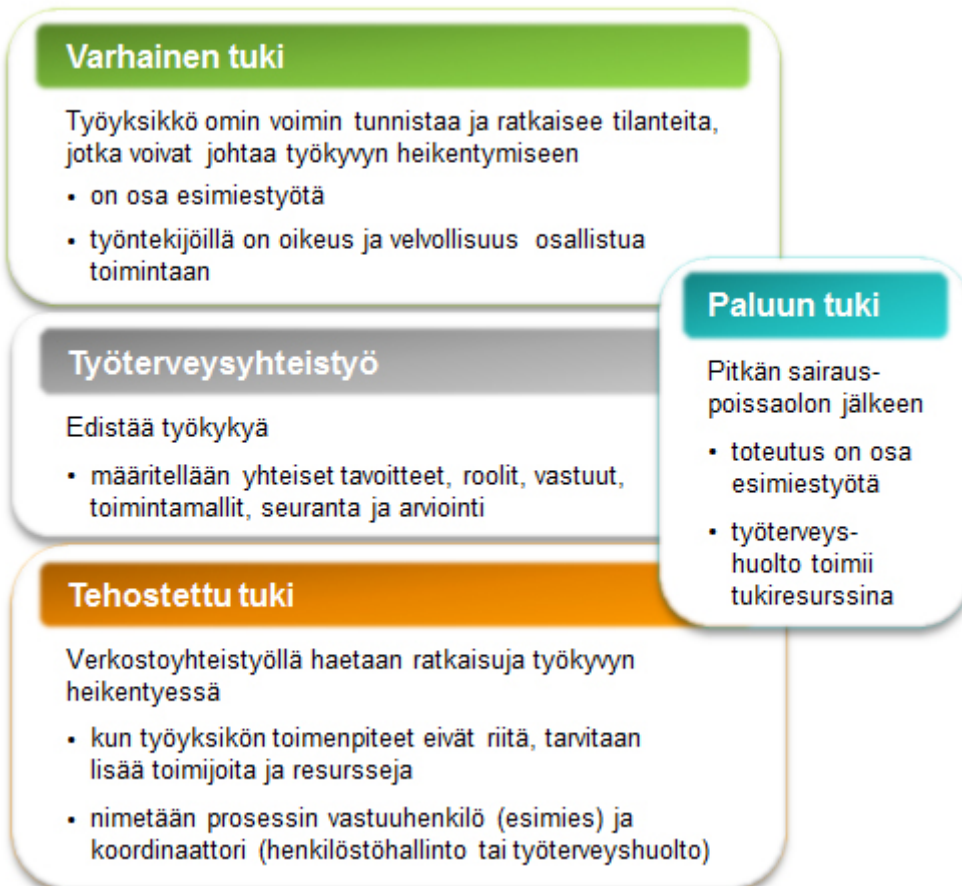 Varhainen tuki
Työyksikkö omin voimin tunnistaa ja ratkaisee tilanteita,
jotka voivat johtaa työkyvyn heikentymiseen
• on osa esimiestyötä
• työntekijöillä on oikeus ja velvollisuus osallistua
toimintaan
Työterveysyhteistyö
Edistää työkykyä
• määritellään yhteiset tavoitteet, roolit, vastuut,
toimintamallit, seuranta ja arviointi
Tehostettu tuki
Verkostoyhteistyöllä haetaan ratkaisuja työkyvyn
heikentyessä
• kun työyksikön toimenpiteet eivät riitä, tarvitaan
lisää toimijoita ja resursseja
• nimetään prosessin vastuuhenkilö (esimies) ja
koordinaattori (henkilöstöhallinto tai työterveyshuolto)
Paluun tuki
Pitkän sairaus-
poissaolon jälkeen
• toteutus on osa
esimiestyötä
• työterveys-
huolto toimii
tukiresurssina